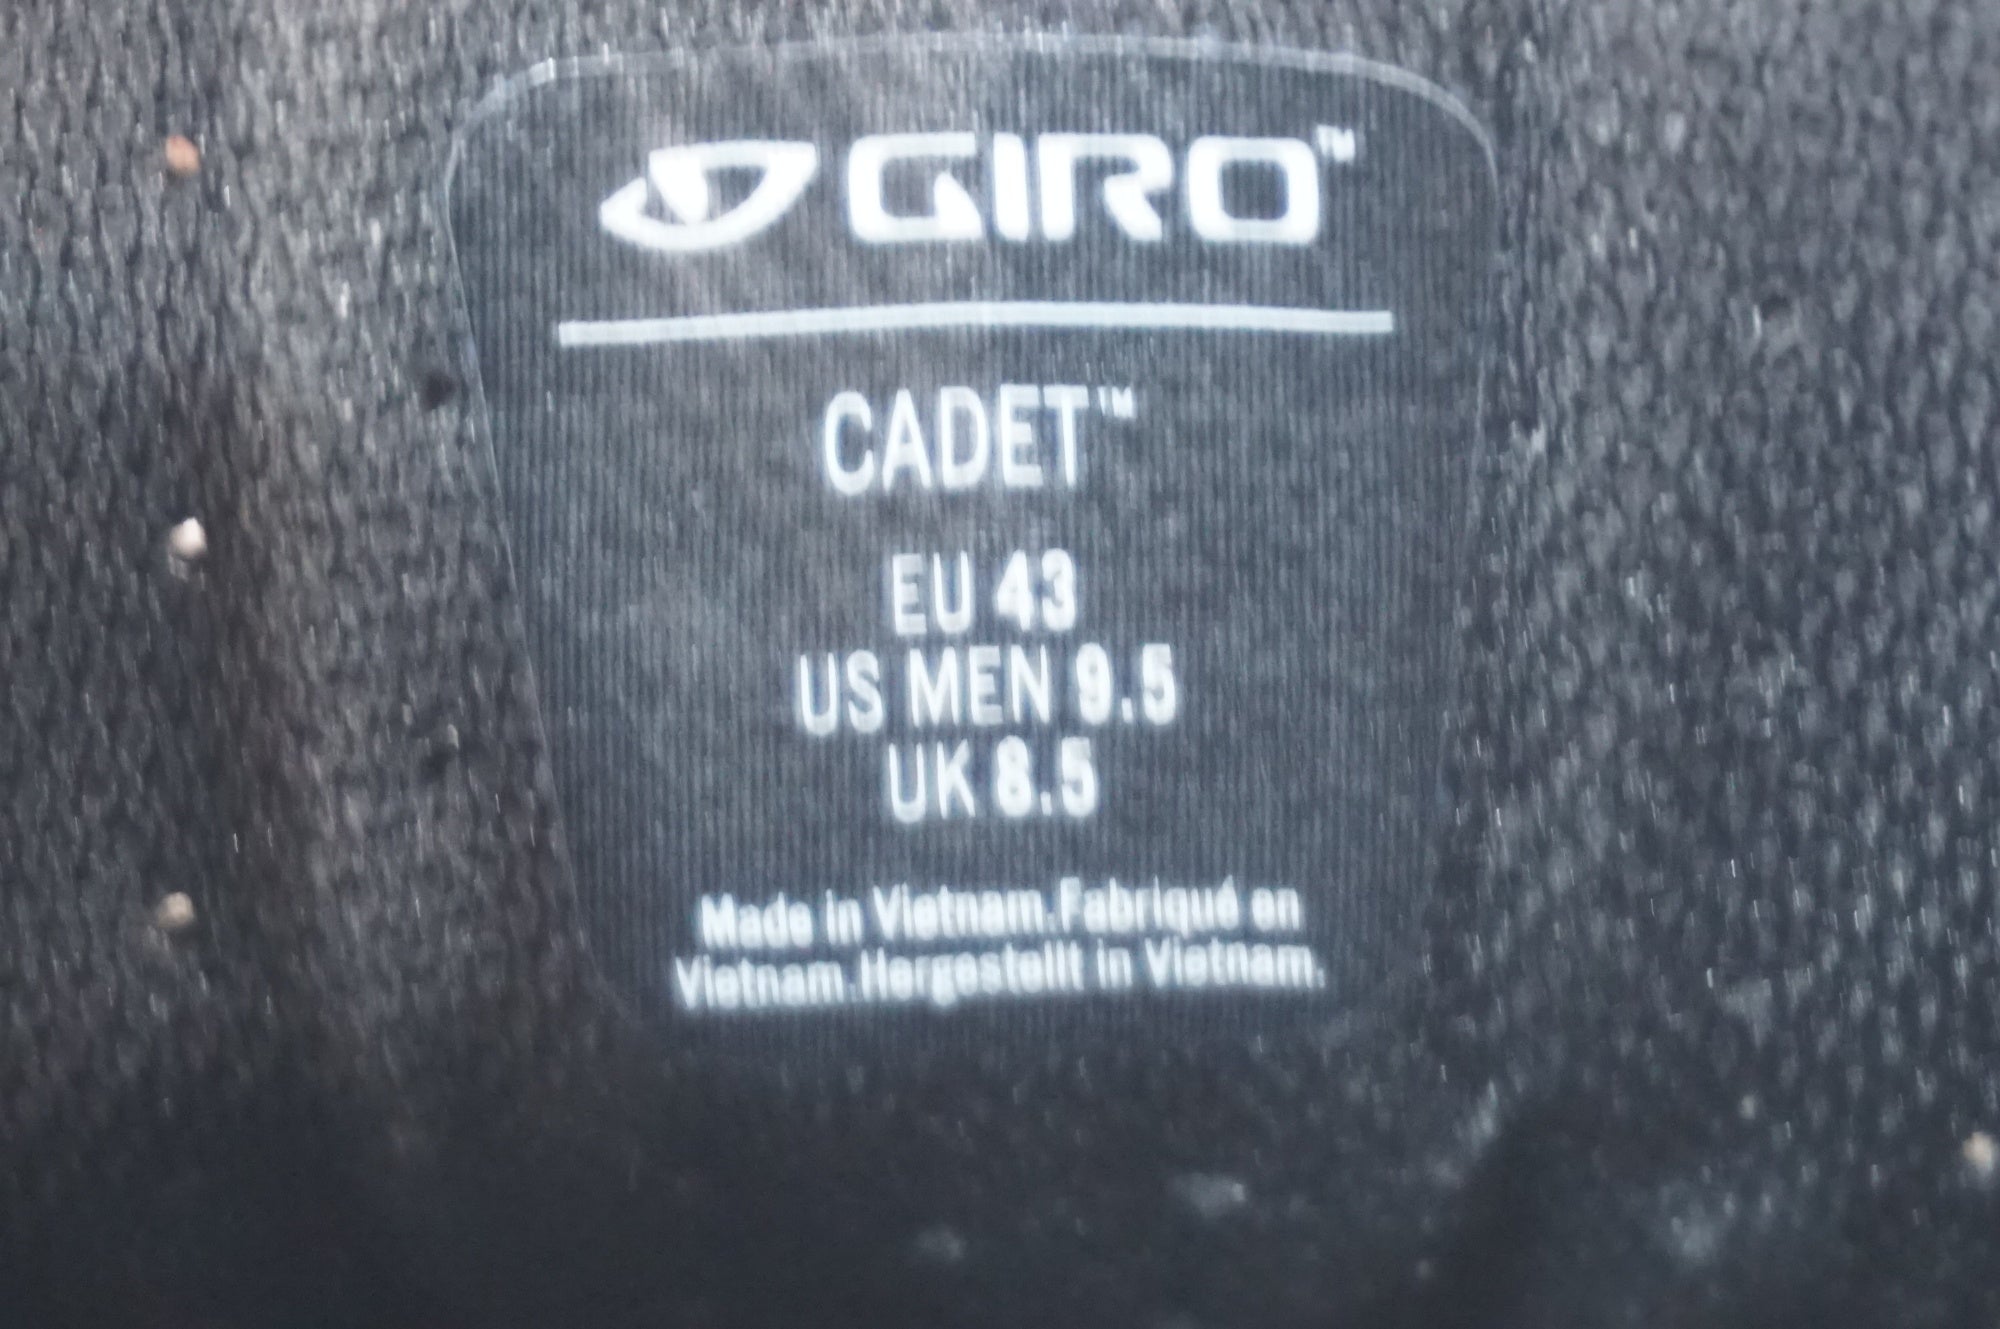 GIRO™
CADET™
EU 43
US MEN 9.5
UK 8.5
Made in Vietnam.Fabriqué en
Vietnam.Hergestellt in Vietnam.